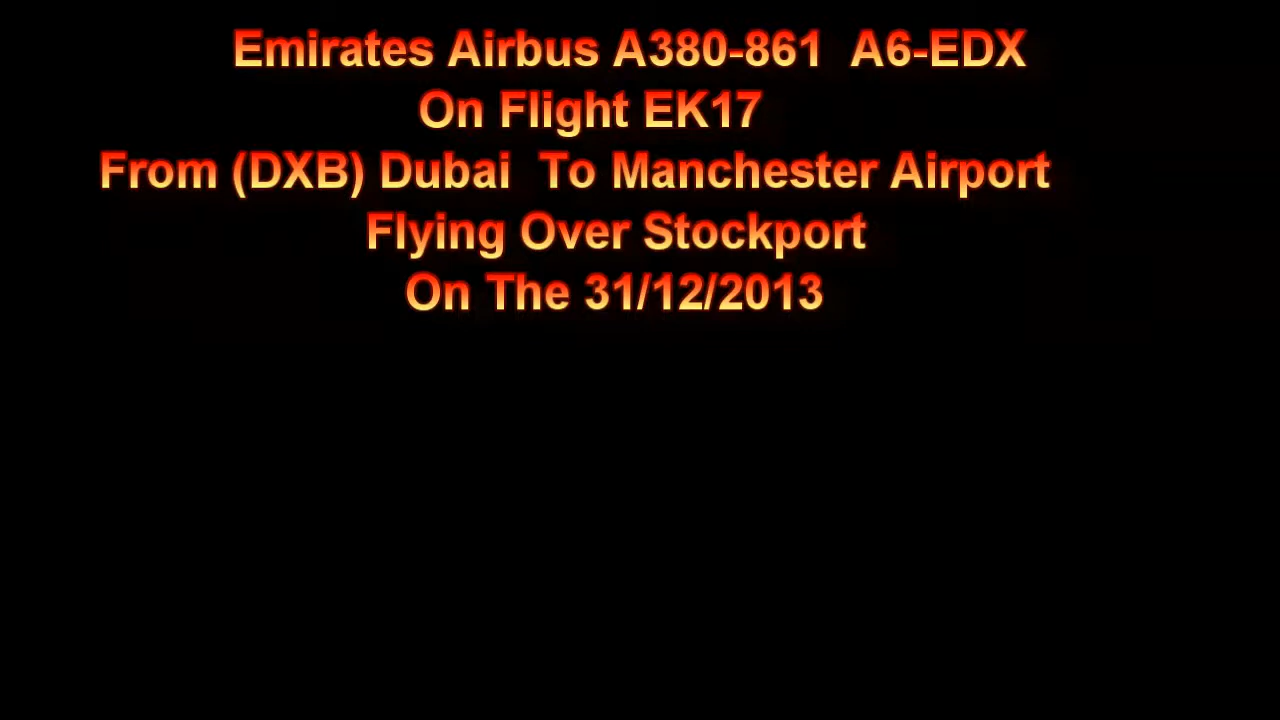 Emirates Airbus A380-861  A6-EDX
On Flight EK17
From (DXB) Dubai  To Manchester Airport
Flying Over Stockport
On The 31/12/2013